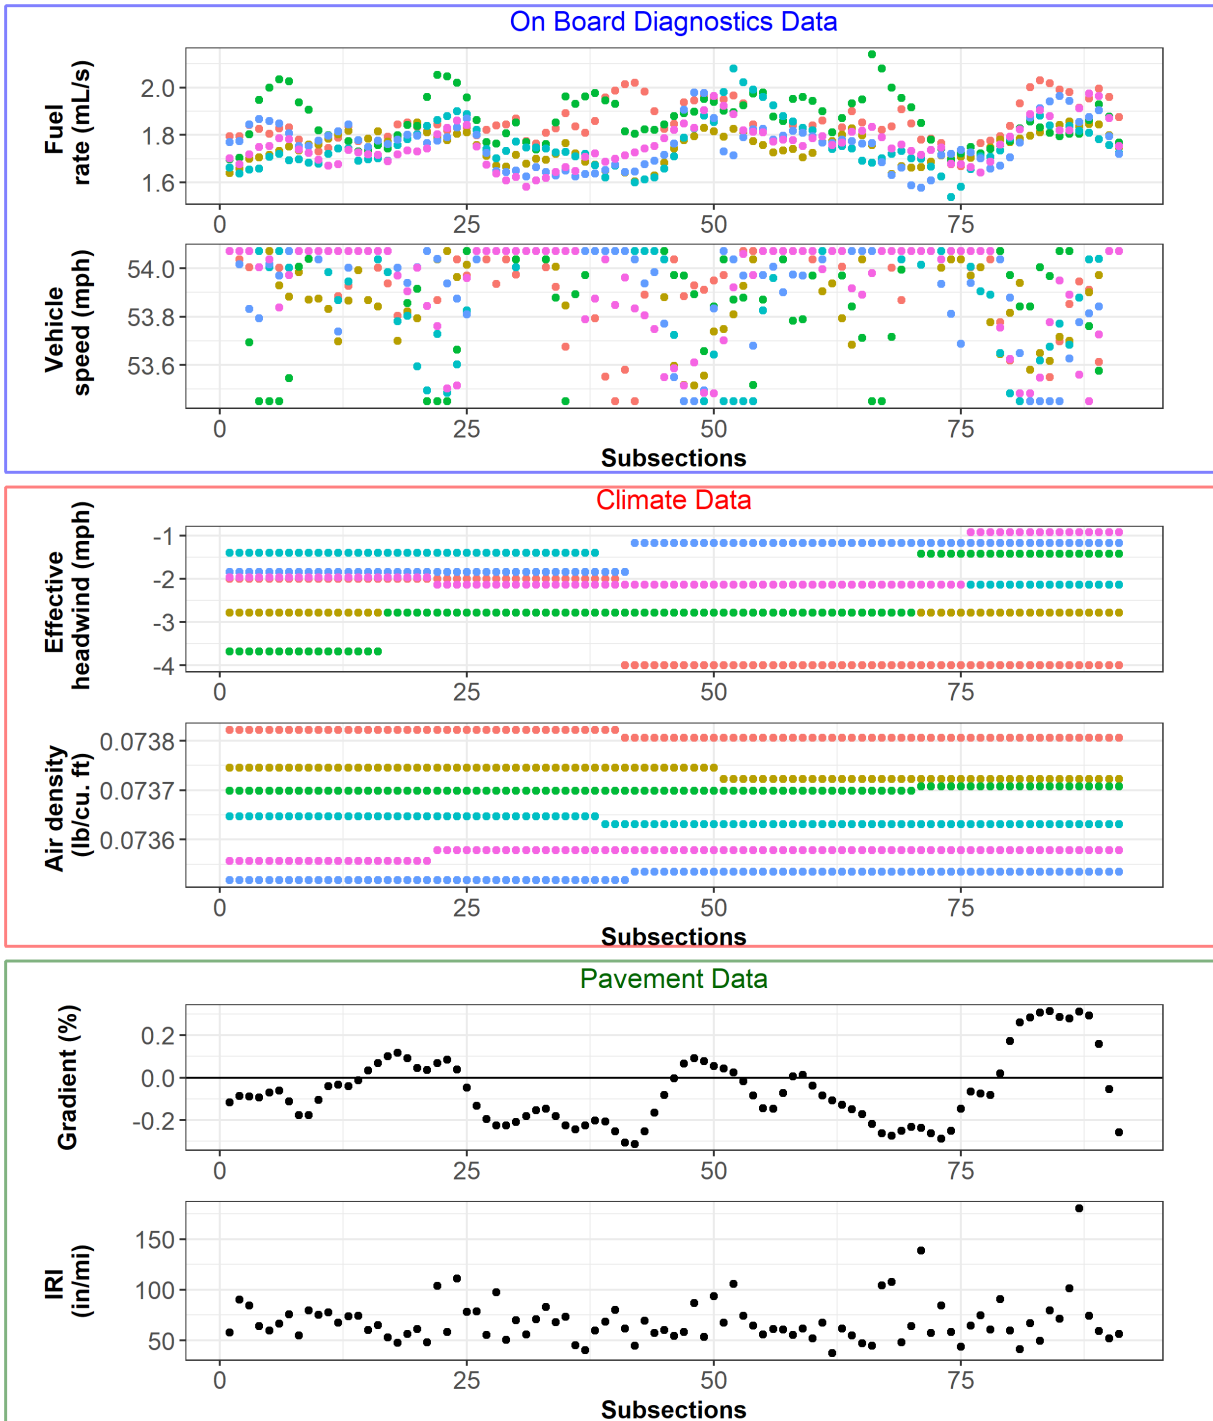 On Board Diagnostics Data
Fuel
rate (mL/s)
2.0
1.8
1.6
0 25 50 75
Vehicle
speed (mph)
54.0
53.8
53.6
0 25 50 75
Subsections
Climate Data
Effective
headwind (mph)
-1
-2
-3
-4
0 25 50 75
Air density
(lb/cu. ft)
0.0738
0.0737
0.0736
0 25 50 75
Subsections
Pavement Data
Gradient (%)
0.2
0.0
-0.2
0 25 50 75
IRI
(in/mi)
150
100
50
0 25 50 75
Subsections